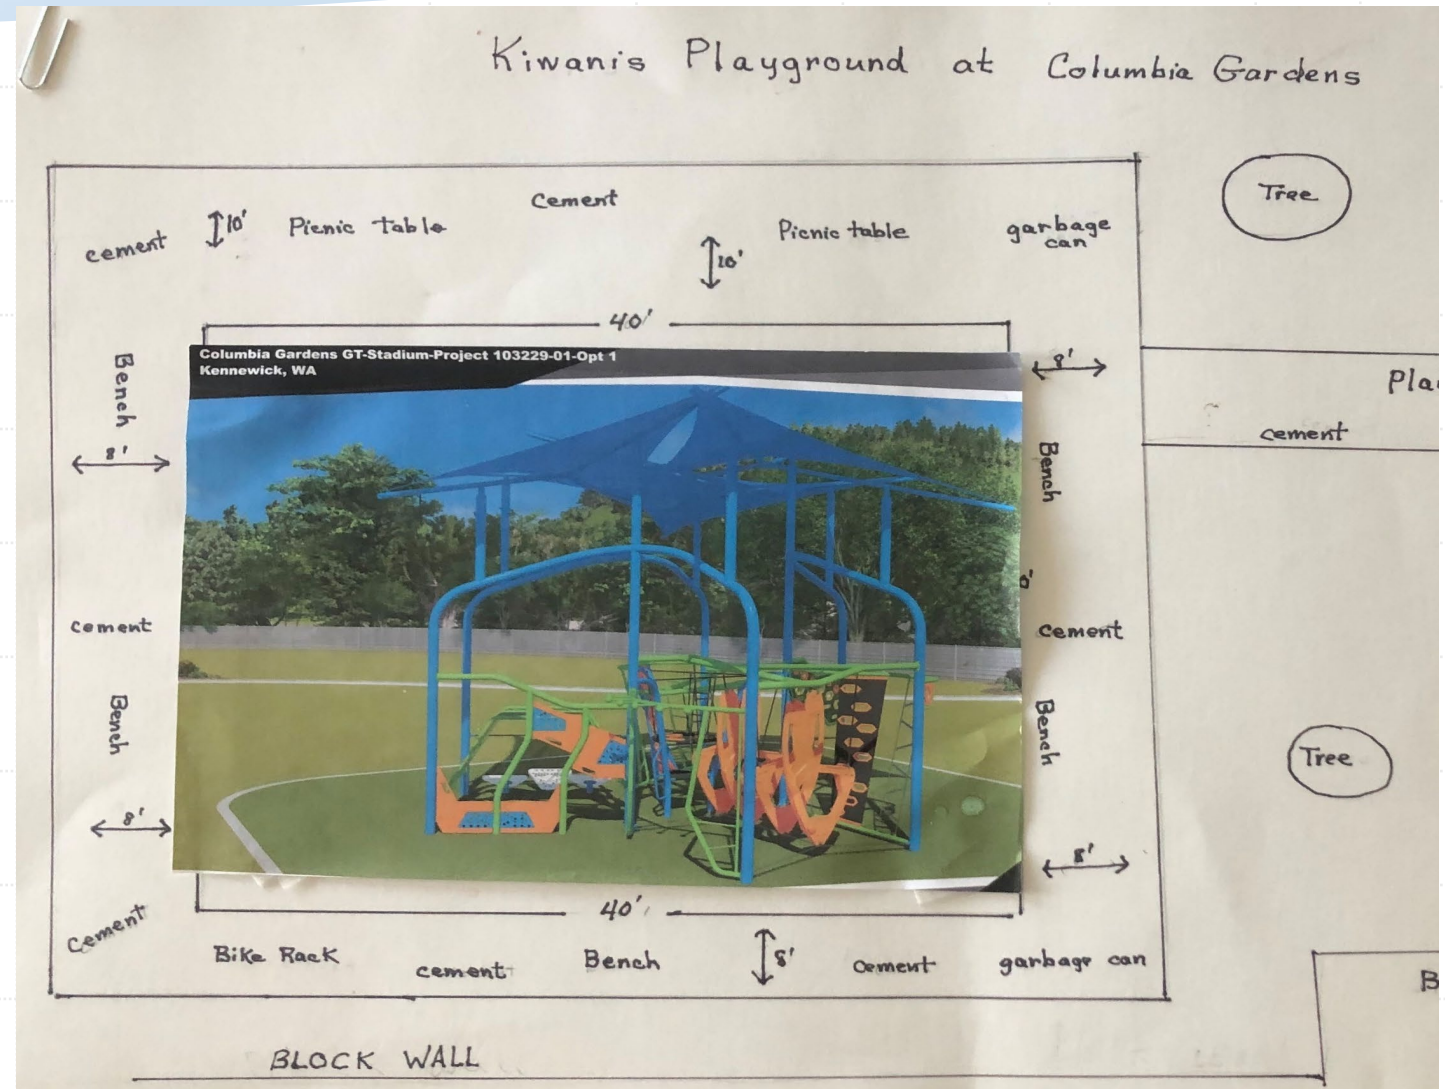 Kiwanis Playground at Columbia Gardens
Tree
cement
cement
10'
Picnic table
10'
Picnic table
garbage
can
40'
Columbia Gardens GT-Stadium-Project 103229-01-Opt 1
Kennewick, WA
Bench
8'
8'
Bench
cement
cement
Bench
cement
Bench
Tree
8'
8'
cement
40'
Bike Rack
cement
Bench
8'
cement
garbage can
BLOCK WALL